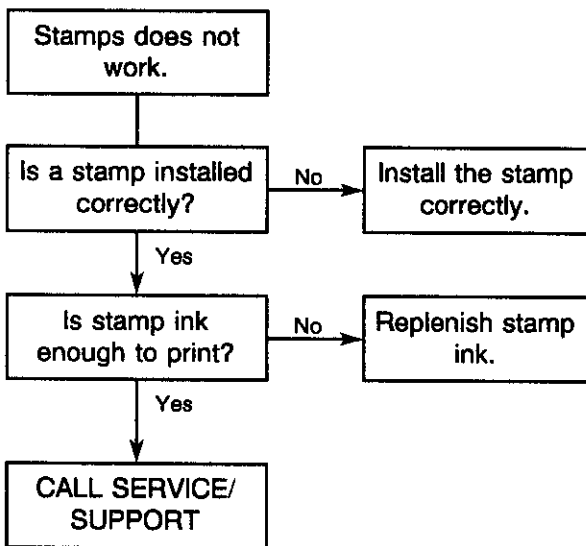 Stamps does not
work.
Is a stamp installed
correctly?
No
Install the stamp
correctly.
Yes
Is stamp ink
enough to print?
No
Replenish stamp
ink.
Yes
CALL SERVICE/
SUPPORT